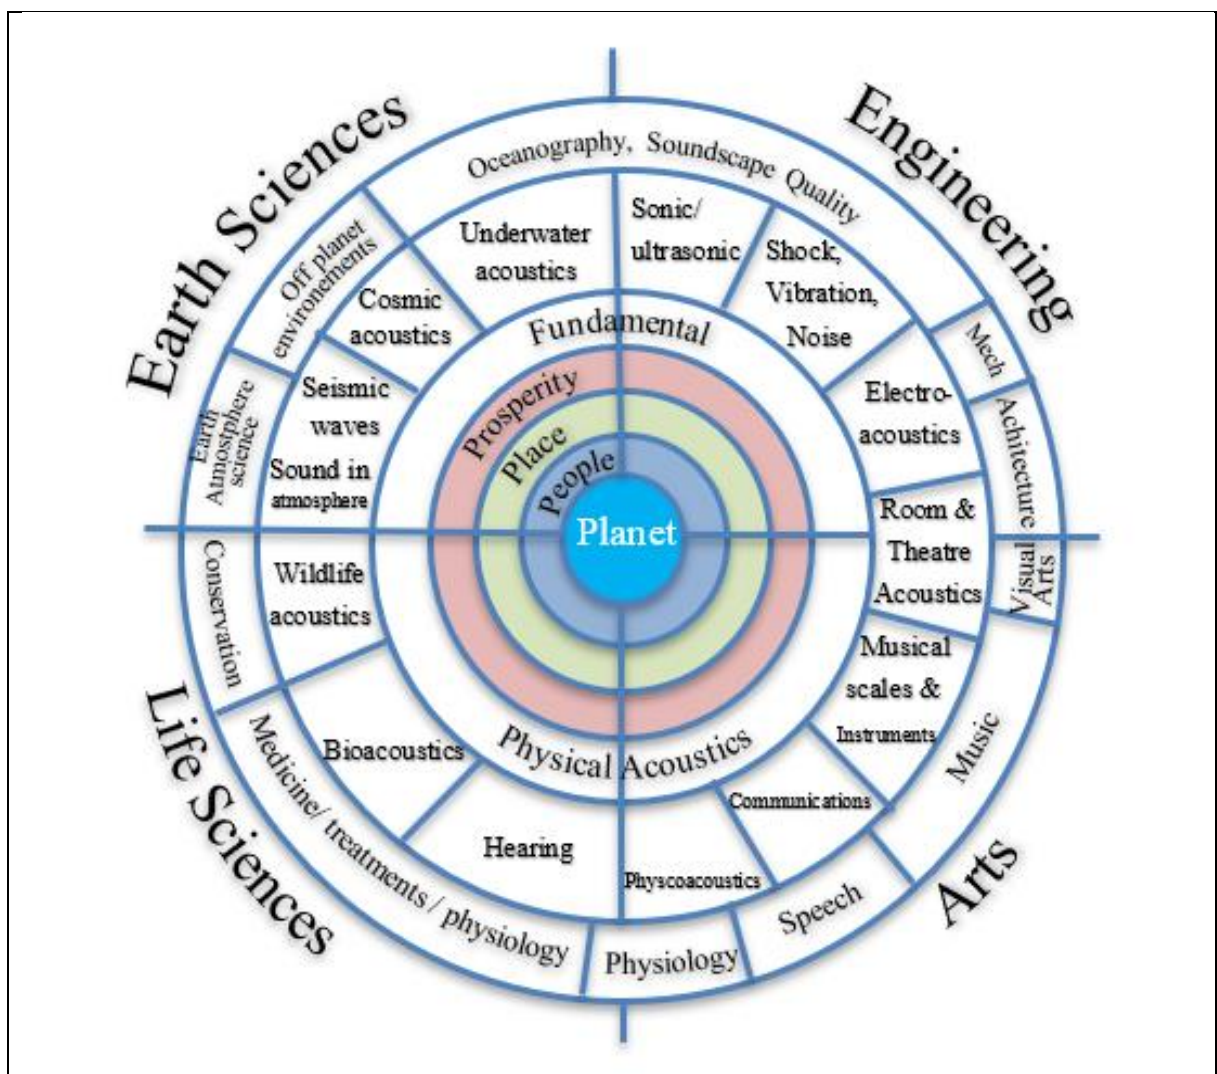 Earth Sciences
Engineering
Life Sciences
Arts
Oceanography, Soundscape Quality
Mech
Achitecture
Visual
Arts
Music
Speech
Physiology
Medicine/ treatments / physiology
Conservation
Earth
Atmostphere
science
Off planet
environements
Underwater
acoustics
Sonic/
ultrasonic
Shock,
Vibration,
Noise
Electro-
acoustics
Room &
Theatre
Acoustics
Musical
scales &
Instruments
Communications
Physcoacoustics
Hearing
Bioacoustics
Wildlife
acoustics
Seismic
waves
Sound in
atmosphere
Cosmic
acoustics
Fundamental
Physical Acoustics
Prosperity
Place
People
Planet